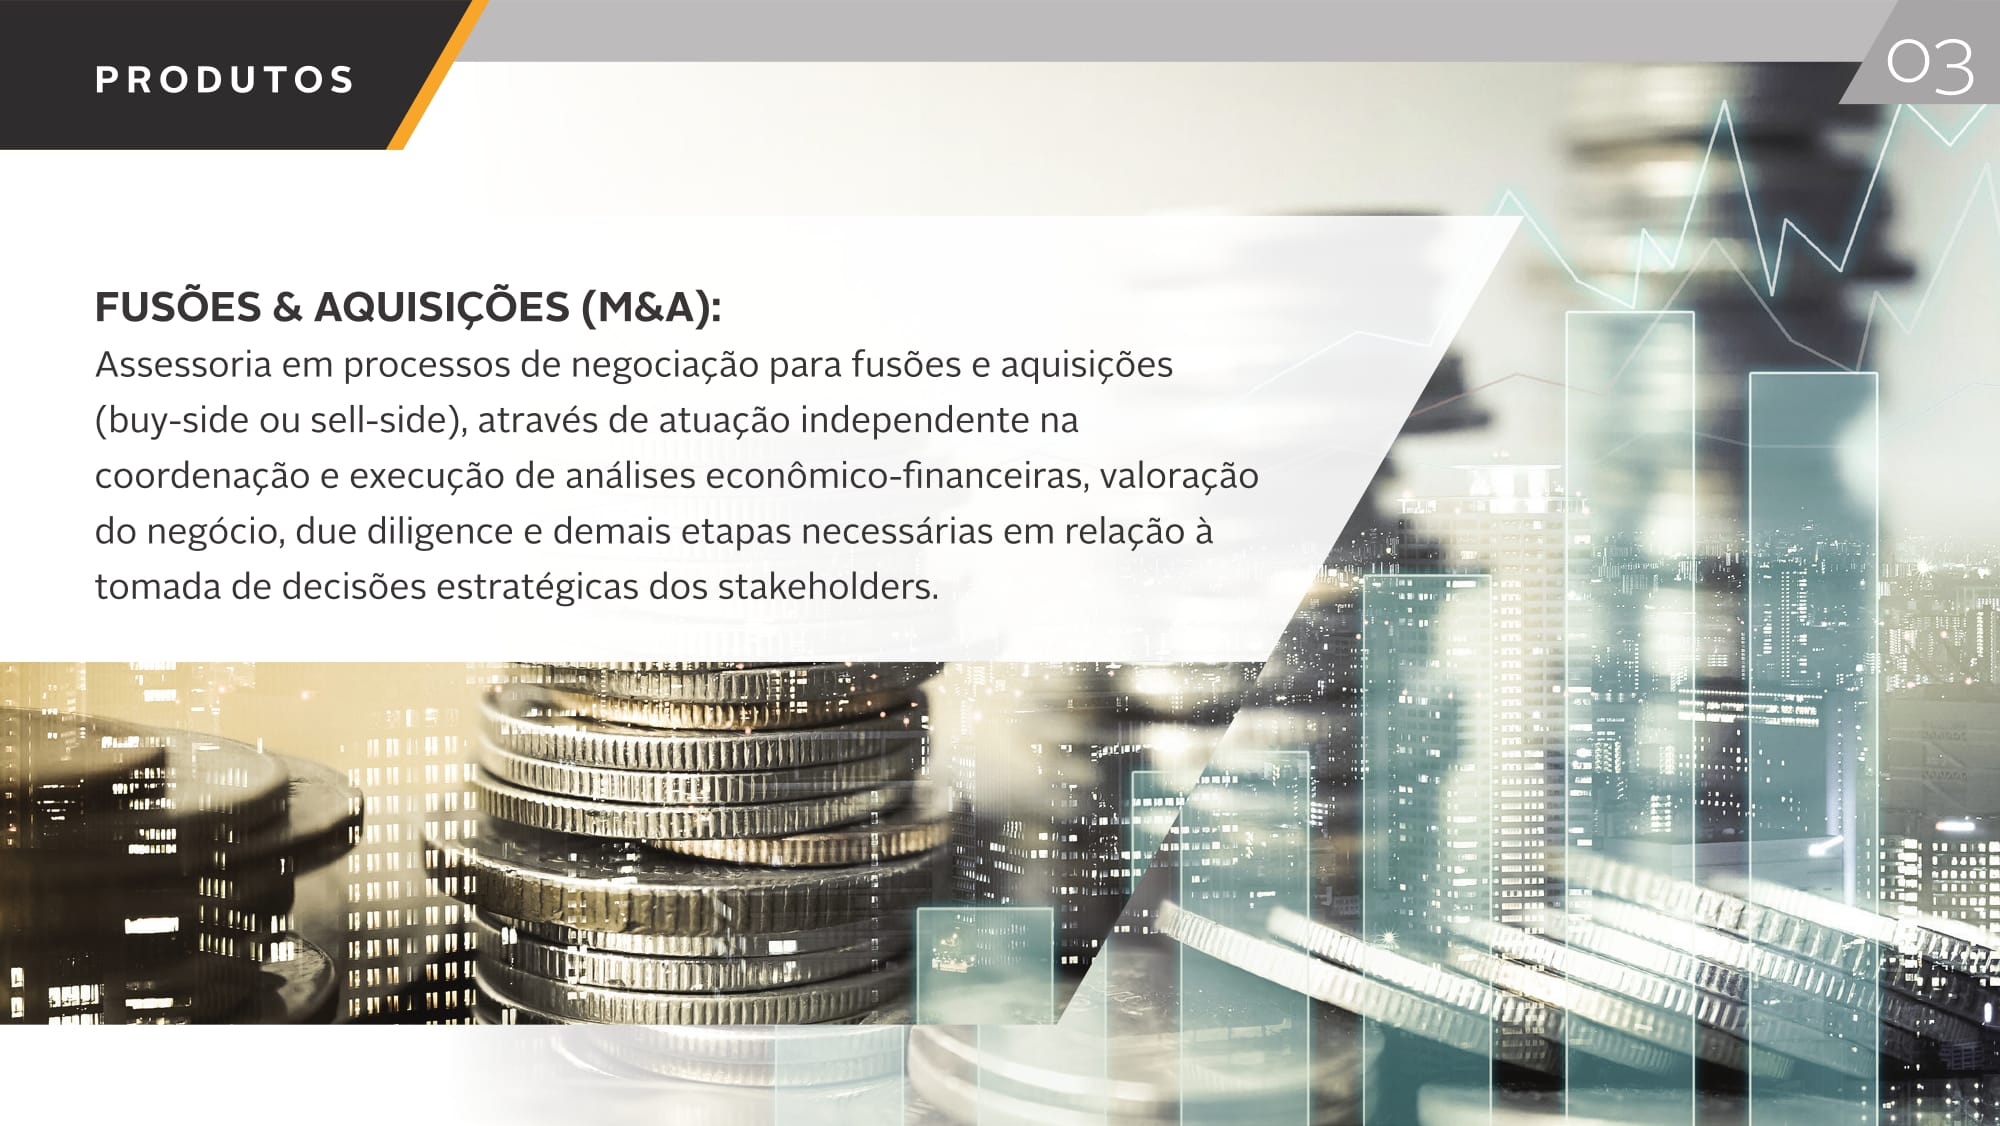 PRODUTOS
03
FUSÕES & AQUISIÇÕES (M&A):
Assessoria em processos de negociação para fusões e aquisições
(buy-side ou sell-side), através de atuação independente na
coordenação e execução de análises econômico-financeiras, valoração
do negócio, due diligence e demais etapas necessárias em relação à
tomada de decisões estratégicas dos stakeholders.